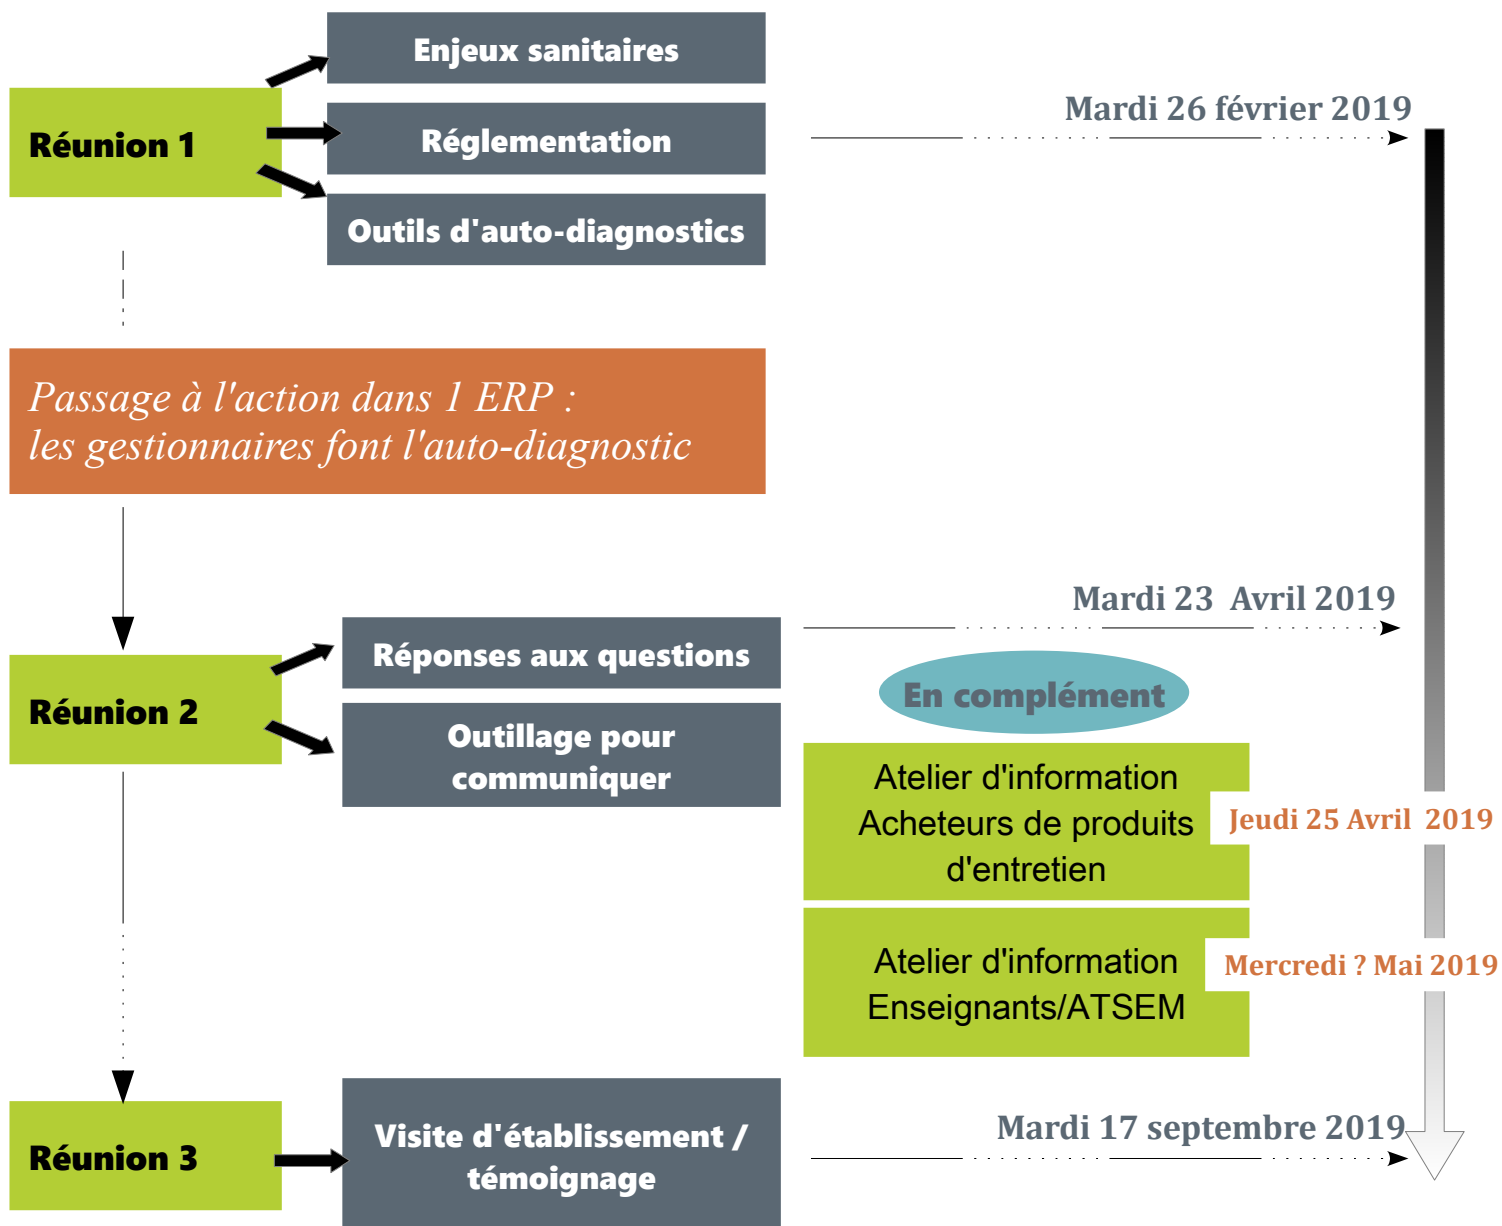 Enjeux sanitaires
Mardi 26 février 2019
Réunion 1
Réglementation
Outils d'auto-diagnostics
Passage à l'action dans 1 ERP :
les gestionnaires font l'auto-diagnostic
Mardi 23 Avril 2019
Réunion 2
Réponses aux questions
Outillage pour
communiquer
En complément
Atelier d'information
Acheteurs de produits
d'entretien
Jeudi 25 Avril 2019
Atelier d'information
Enseignants/ATSEM
Mercredi ? Mai 2019
Réunion 3
Visite d'établissement /
témoignage
Mardi 17 septembre 2019